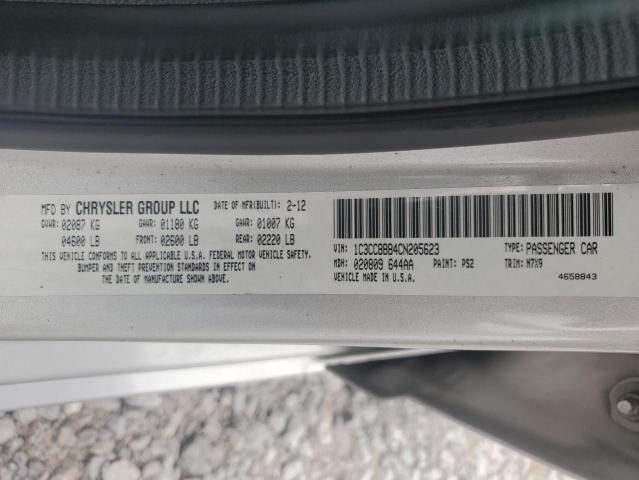 MFD BY CHRYSLER GROUP LLC DATE OF MFR(BUILT): 2-12
GVWR: 02087 KG GAWR: 01180 KG GAWR: 01007 KG
04600 LB FRONT: 02600 LB REAR: 02220 LB
THIS VEHICLE CONFORMS TO ALL APPLICABLE U.S.A. FEDERAL MOTOR VEHICLE SAFETY,
BUMPER AND THEFT PREVENTION STANDARDS IN EFFECT ON
THE DATE OF MANUFACTURE SHOWN ABOVE.
VIN: 1C3CCBBB4CN205623 TYPE: PASSENGER CAR
MDH: 020809 644AA PAINT: PS2 TRIM: M7X9
VEHICLE MADE IN U.S.A. 4658843